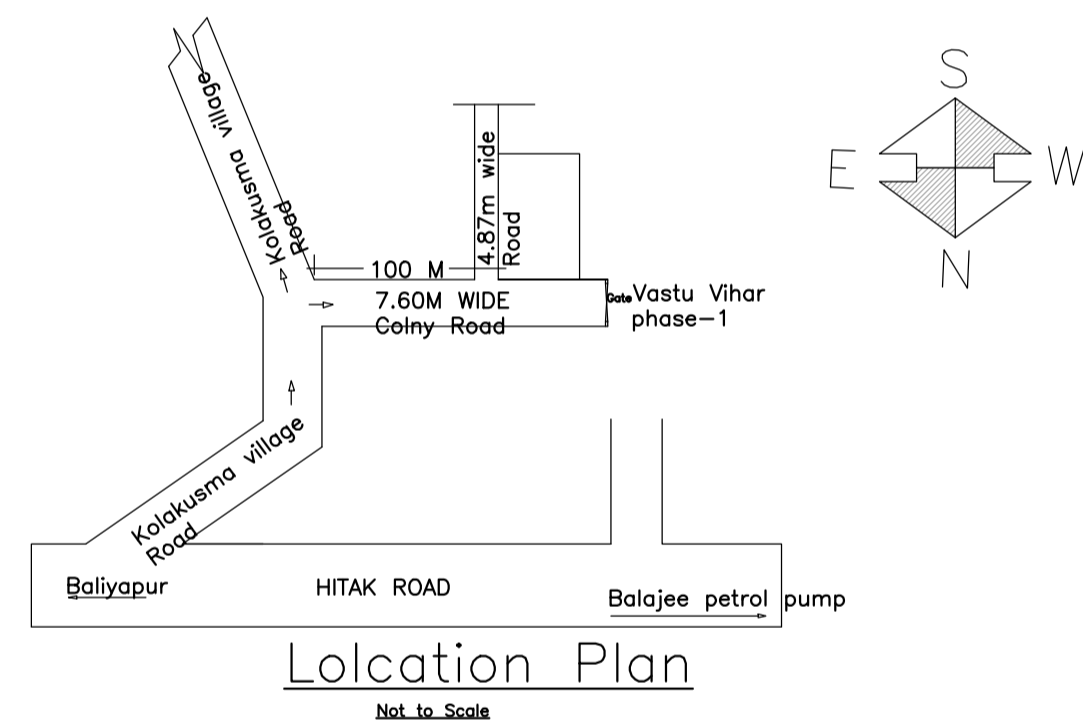 S
E
W
N
Kolakusma village
Road
4.87m wide
Road
100 M
7.60M WIDE
Colny Road
Gate
Vastu Vihar
phase-1
Kolakusma village
Road
Baliyapur
HITAK ROAD
Balajee petrol pump
Lolcation Plan
Not to Scale